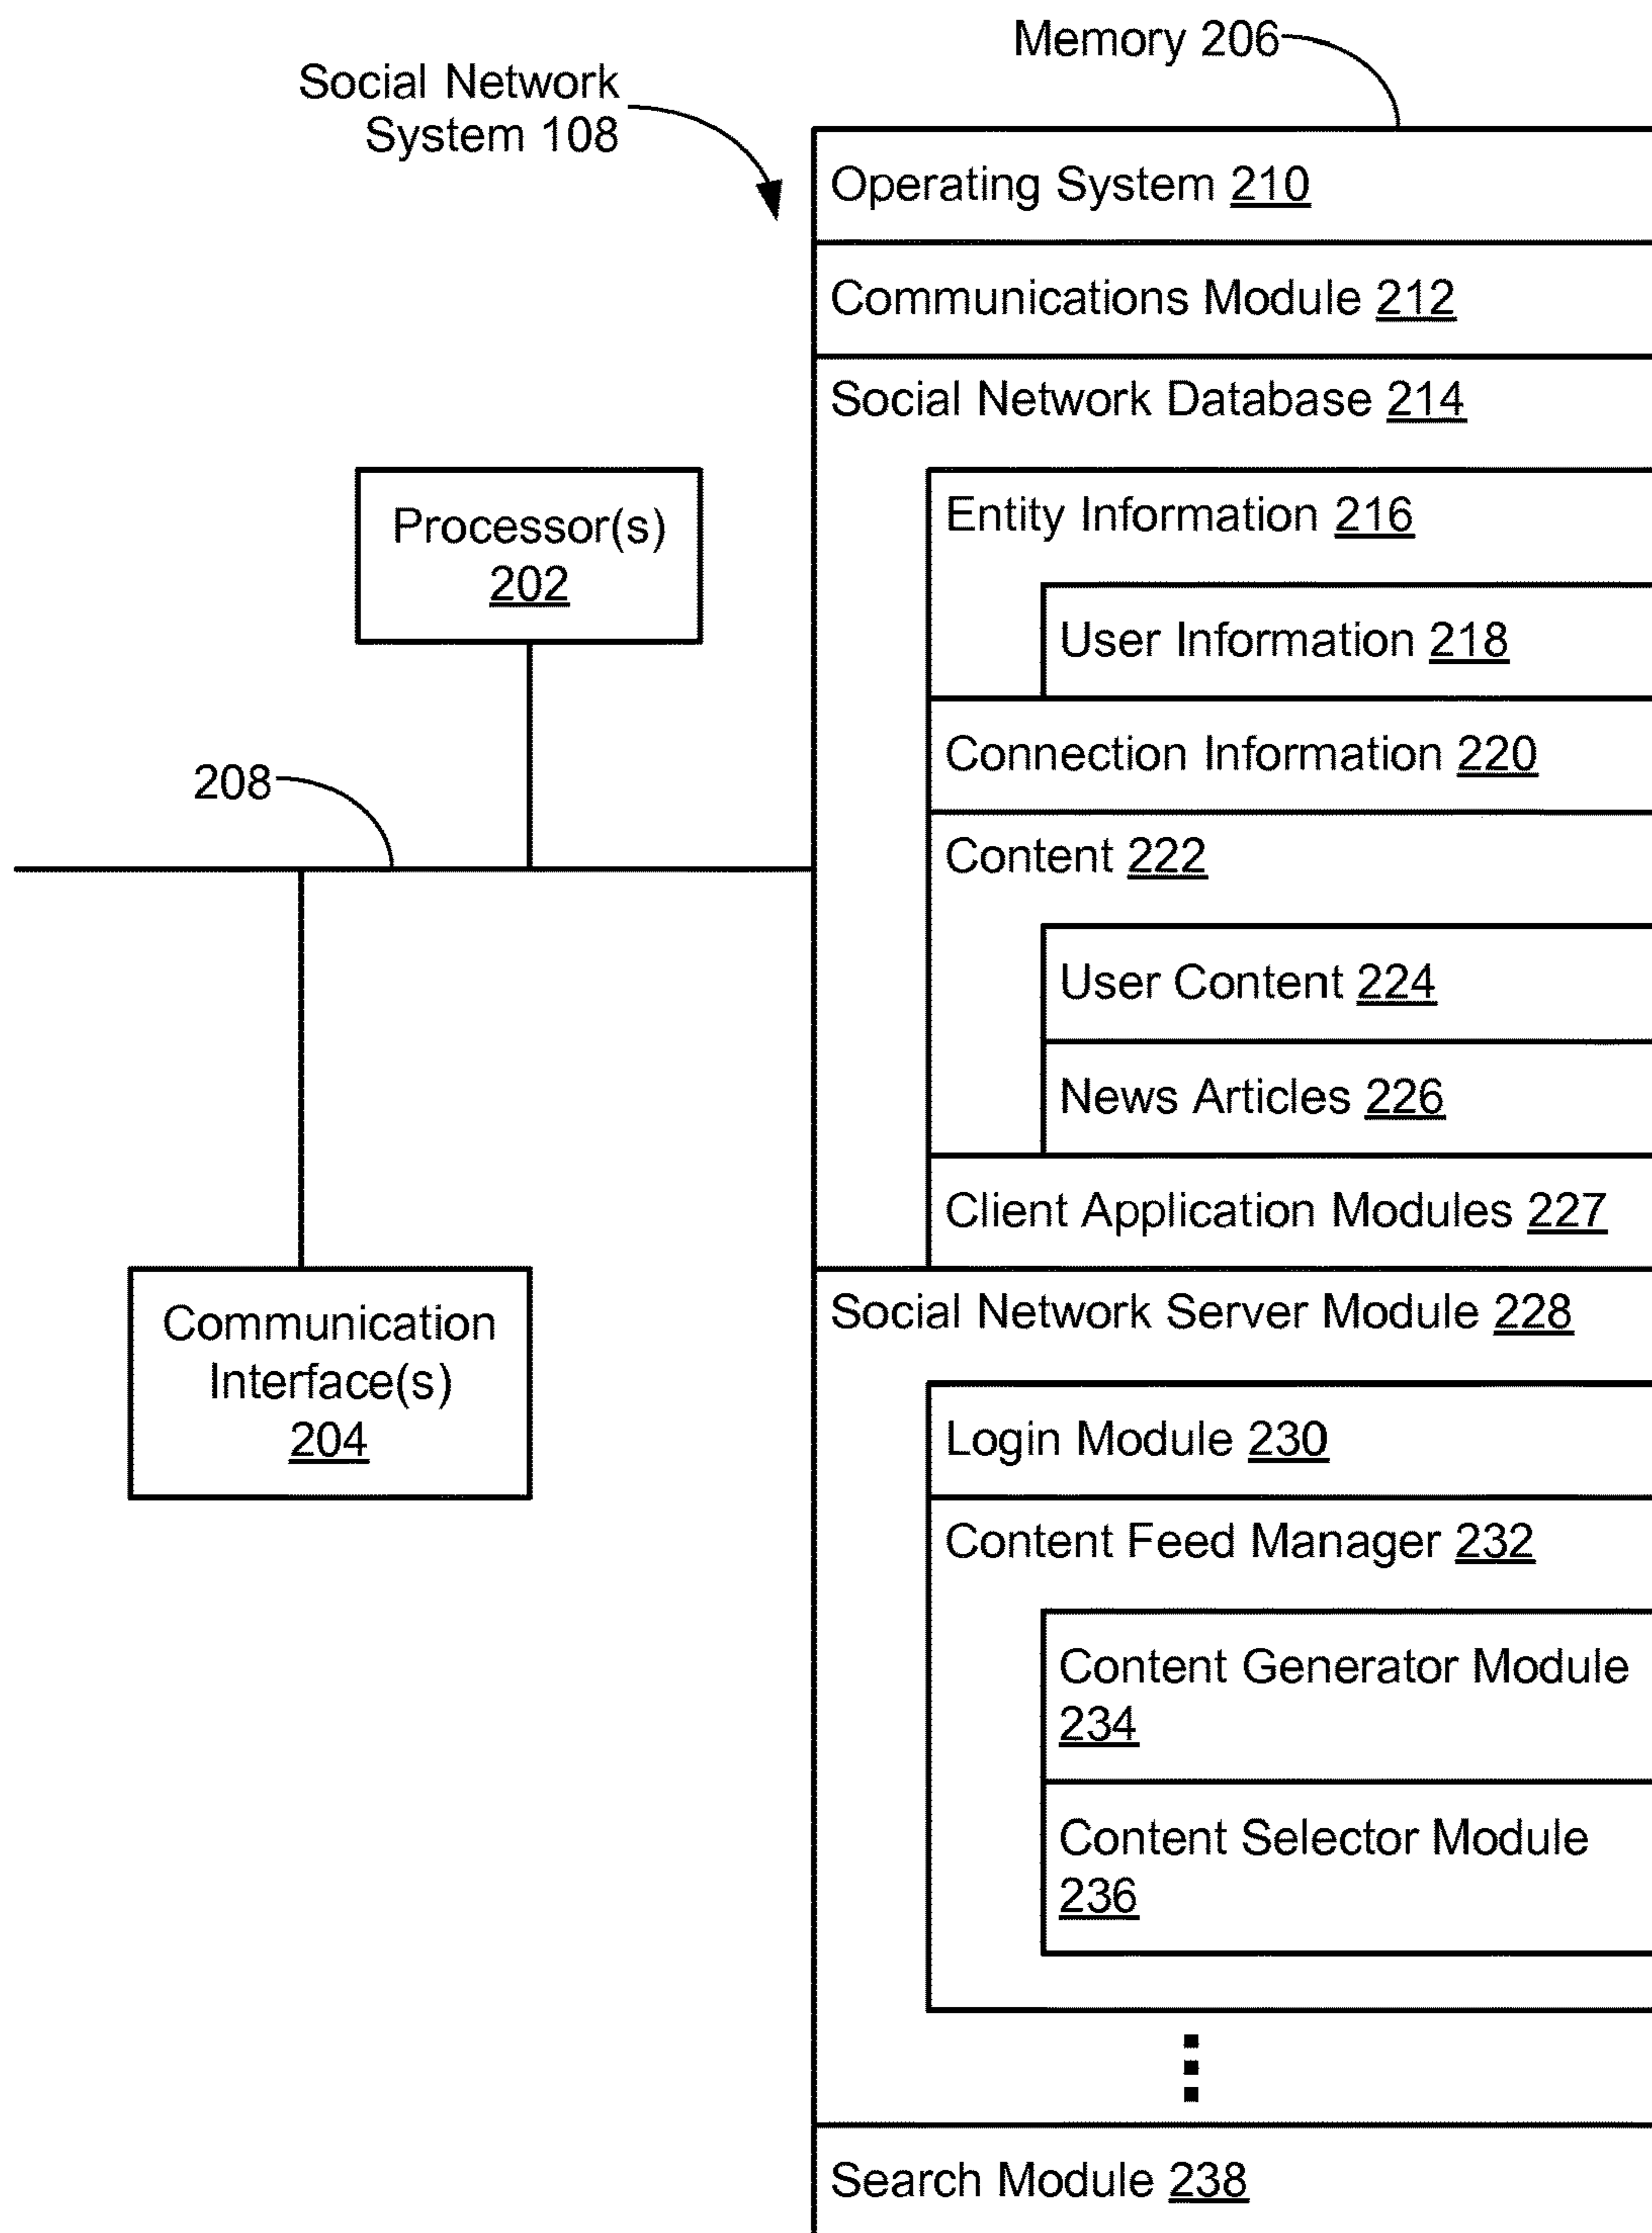 Memory 206
Social Network
System 108
Operating System 210
Communications Module 212
Social Network Database 214
Processor(s)
202
Entity Information 216
User Information 218
Connection Information 220
208
Content 222
User Content 224
News Articles 226
Client Application Modules 227
Communication
Interface(s)
204
Social Network Server Module 228
Login Module 230
Content Feed Manager 232
Content Generator Module
234
Content Selector Module
236
Search Module 238